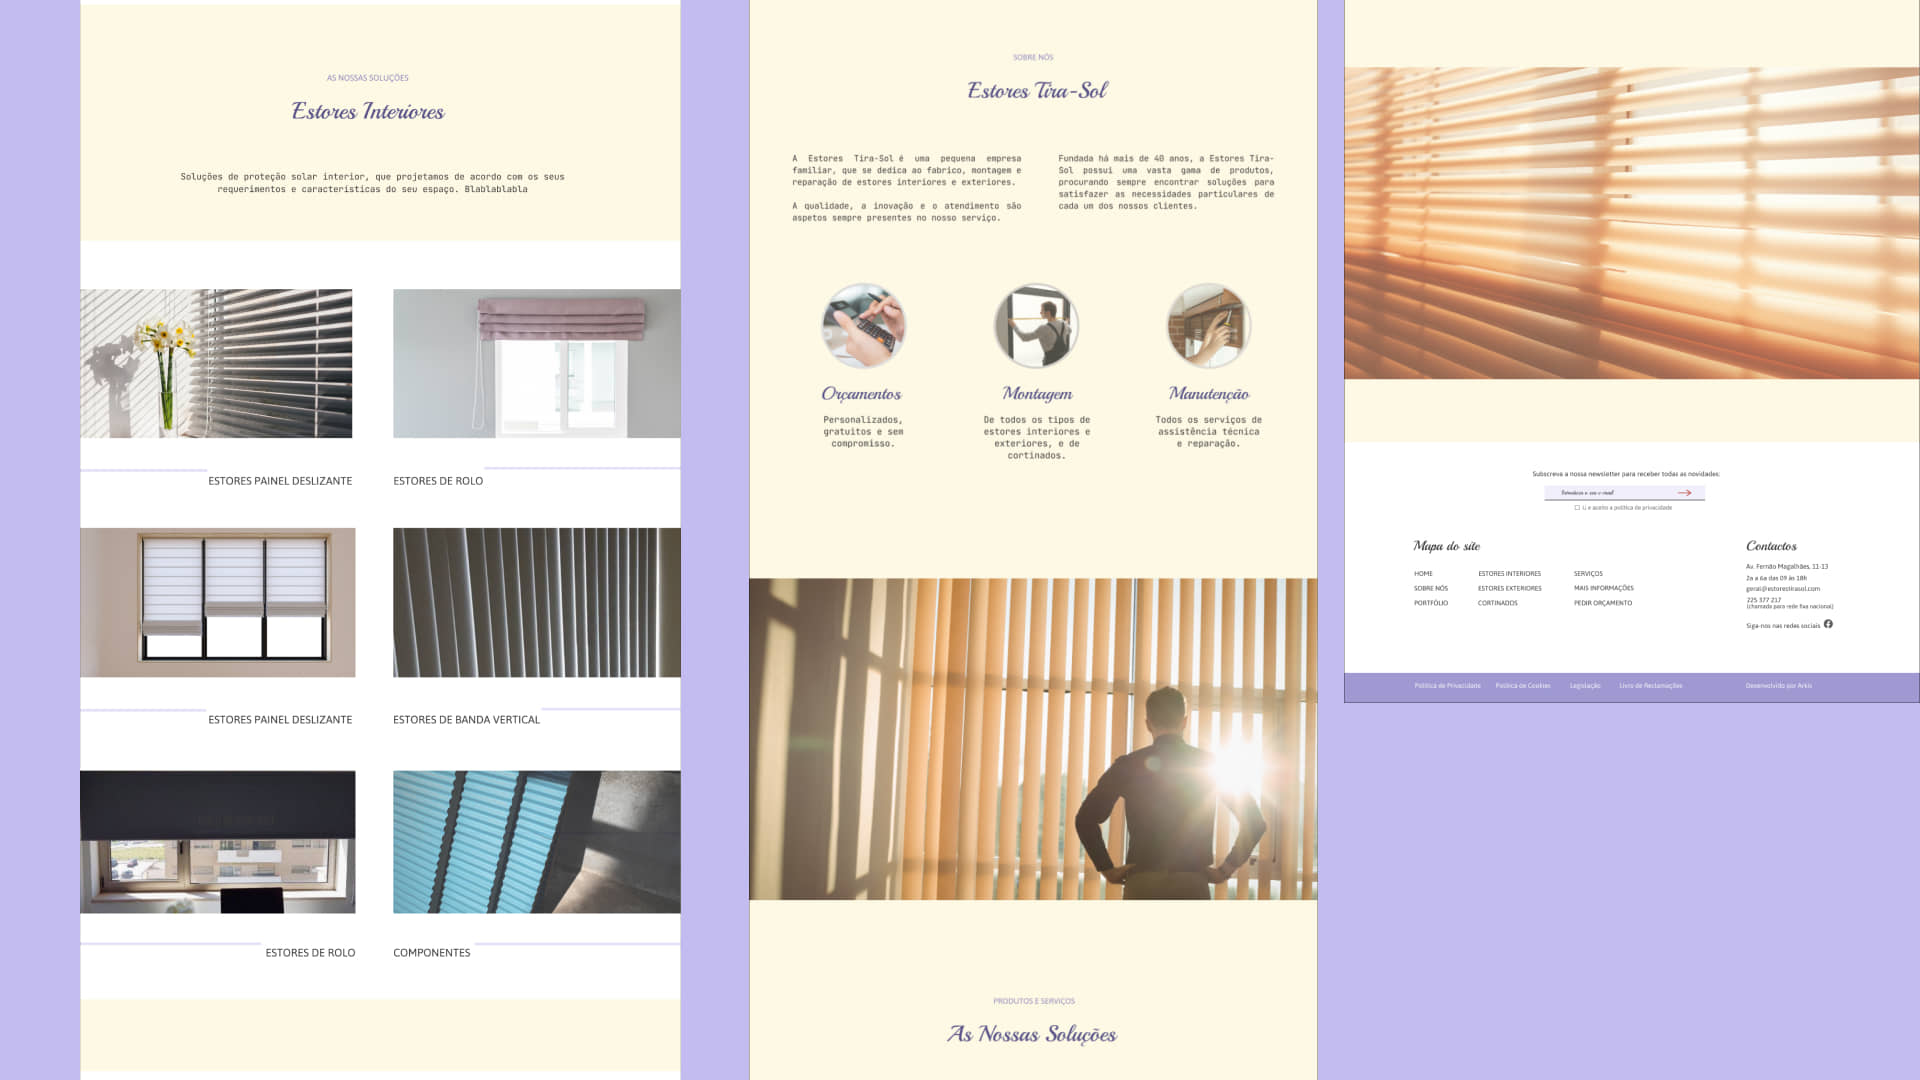 AS NOSSAS SOLUÇÕES
Estores Interiores
Soluções de proteção solar interior, que projetamos de acordo com os seus
requerimentos e características do seu espaço. Blablablabla
ESTORES PAINEL DESLIZANTE
ESTORES DE ROLO
ESTORES PAINEL DESLIZANTE
ESTORES DE BANDA VERTICAL
ESTORES DE ROLO
COMPONENTES
SOBRE NÓS
Estores Tira-Sol
A Estores Tira-Sol é uma pequena empresa
familiar, que se dedica ao fabrico, montagem e
reparação de estores interiores e exteriores.
A qualidade, a inovação e o atendimento são
aspetos sempre presentes no nosso serviço.
Fundada há mais de 40 anos, a Estores Tira-
Sol possui uma vasta gama de produtos,
procurando sempre encontrar soluções para
satisfazer as necessidades particulares de
cada um dos nossos clientes.
Orçamentos
Personalizados,
gratuitos e sem
compromisso.
Montagem
De todos os tipos de
estores interiores e
exteriores, e de
cortinados.
Manutenção
Todos os serviços de
assistência técnica
e reparação.
PRODUTOS E SERVIÇOS
As Nossas Soluções
Subscreva a nossa newsletter para receber todas as novidades:
Introduza o seu e-mail
Li e aceito a política de privacidade
Mapa do site
HOME
SOBRE NÓS
PORTFÓLIO
ESTORES INTERIORES
ESTORES EXTERIORES
CORTINADOS
SERVIÇOS
MAIS INFORMAÇÕES
PEDIR ORÇAMENTO
Contactos
Av. Fernão Magalhães, 11-13
2a a 6a das 09 às 18h
geral@estorestirasol.com
225 377 217
(chamada para rede fixa nacional)
Siga-nos nas redes sociais
Política de Privacidade
Política de Cookies
Legislação
Livro de Reclamações
Desenvolvido por Arkis